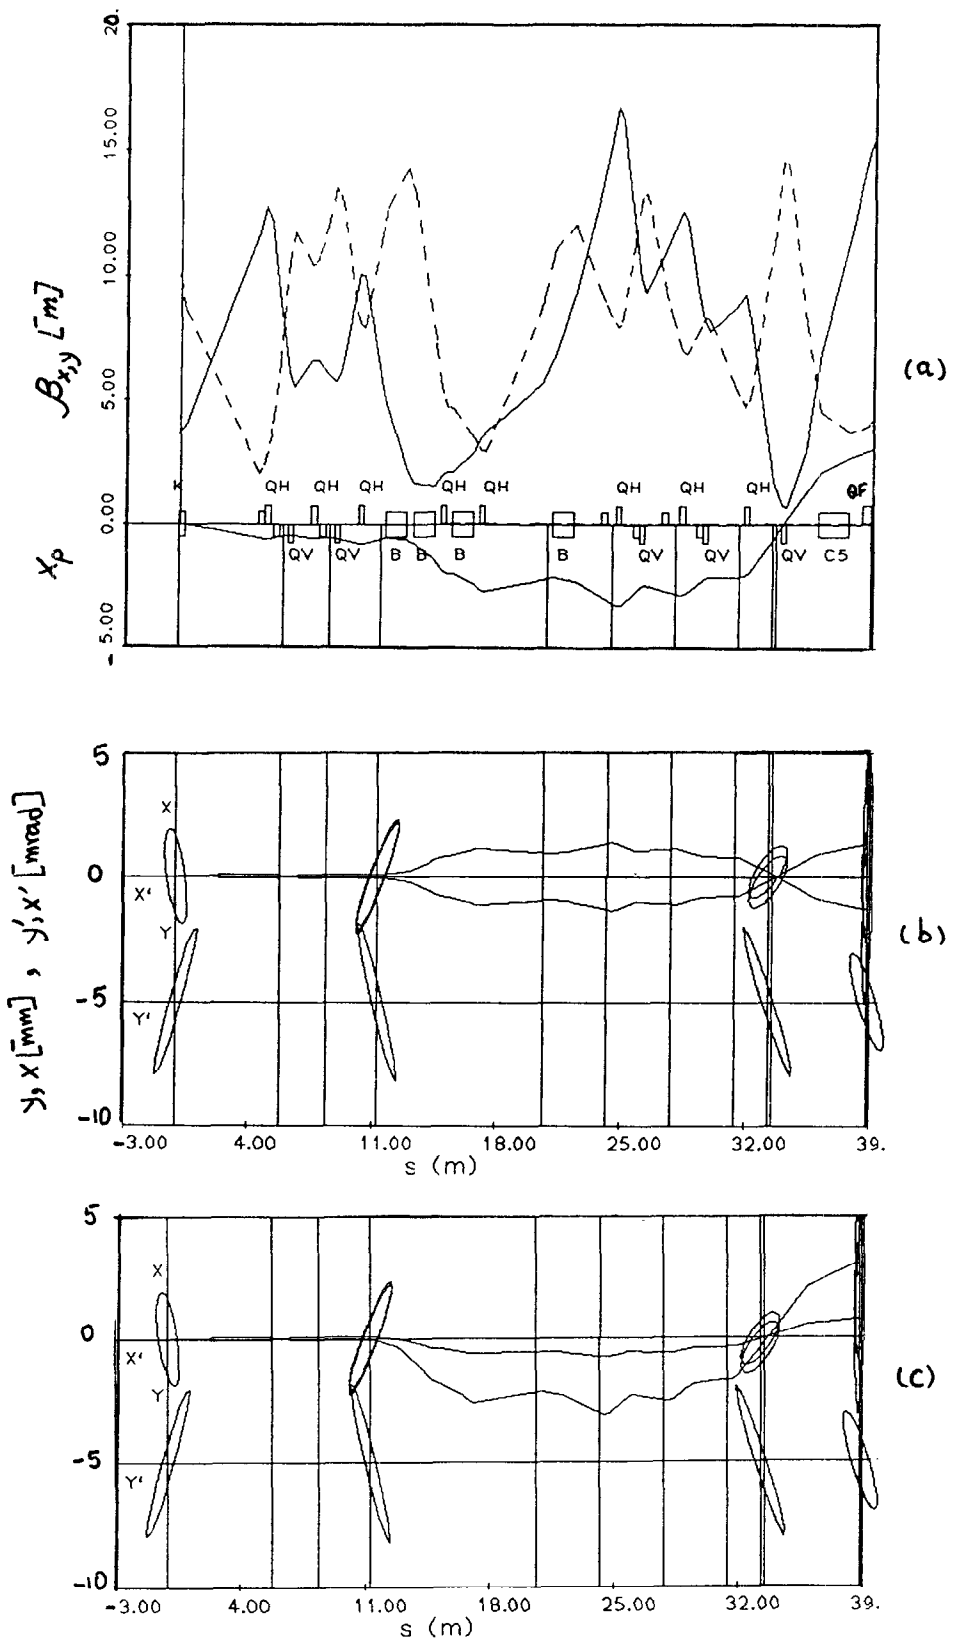 20.
15.00
10.00
5.00
0.00
5.00
βx,y [m]
Xp
(a)
K QH QH QH QH QH QH QH QH QF
QV QV B B B B QV QV QV C5
5
0
-5
-10
y,x [mm] , y',x' [mrad]
X
X'
Y
Y'
(b)
-3.00 4.00 11.00 18.00 25.00 32.00 39.
s (m)
5
0
-5
-10
X
X'
Y
Y'
(c)
-3.00 4.00 11.00 18.00 25.00 32.00 39.
s (m)